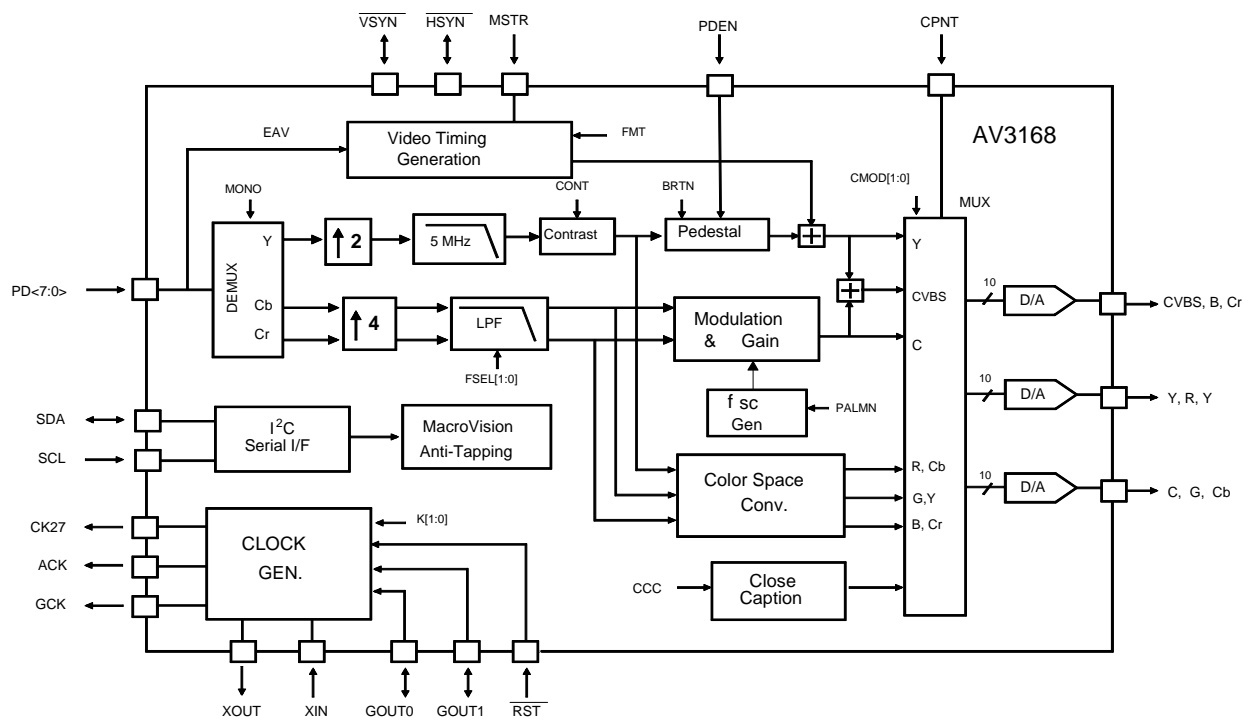 VSYN HSYN MSTR PDEN CPNT
AV3168
EAV
Video Timing
Generation
FMT
MONO
CONT
BRTN
CMOD[1:0]
MUX
Y
↑ 2
5 MHz
Contrast
Pedestal
+
Y
PD<7:0>
DEMUX
Cb
Cr
↑ 4
LPF
FSEL[1:0]
Modulation
& Gain
+
CVBS
C
10
D/A
CVBS, B, Cr
f sc
Gen
PALMN
10
D/A
Y, R, Y
SDA
SCL
I²C
Serial I/F
MacroVision
Anti-Tapping
Color Space
Conv.
R, Cb
G,Y
B, Cr
10
D/A
C, G, Cb
CK27
ACK
GCK
CLOCK
GEN.
K[1:0]
CCC
Close
Caption
XOUT XIN GOUT0 GOUT1 RST